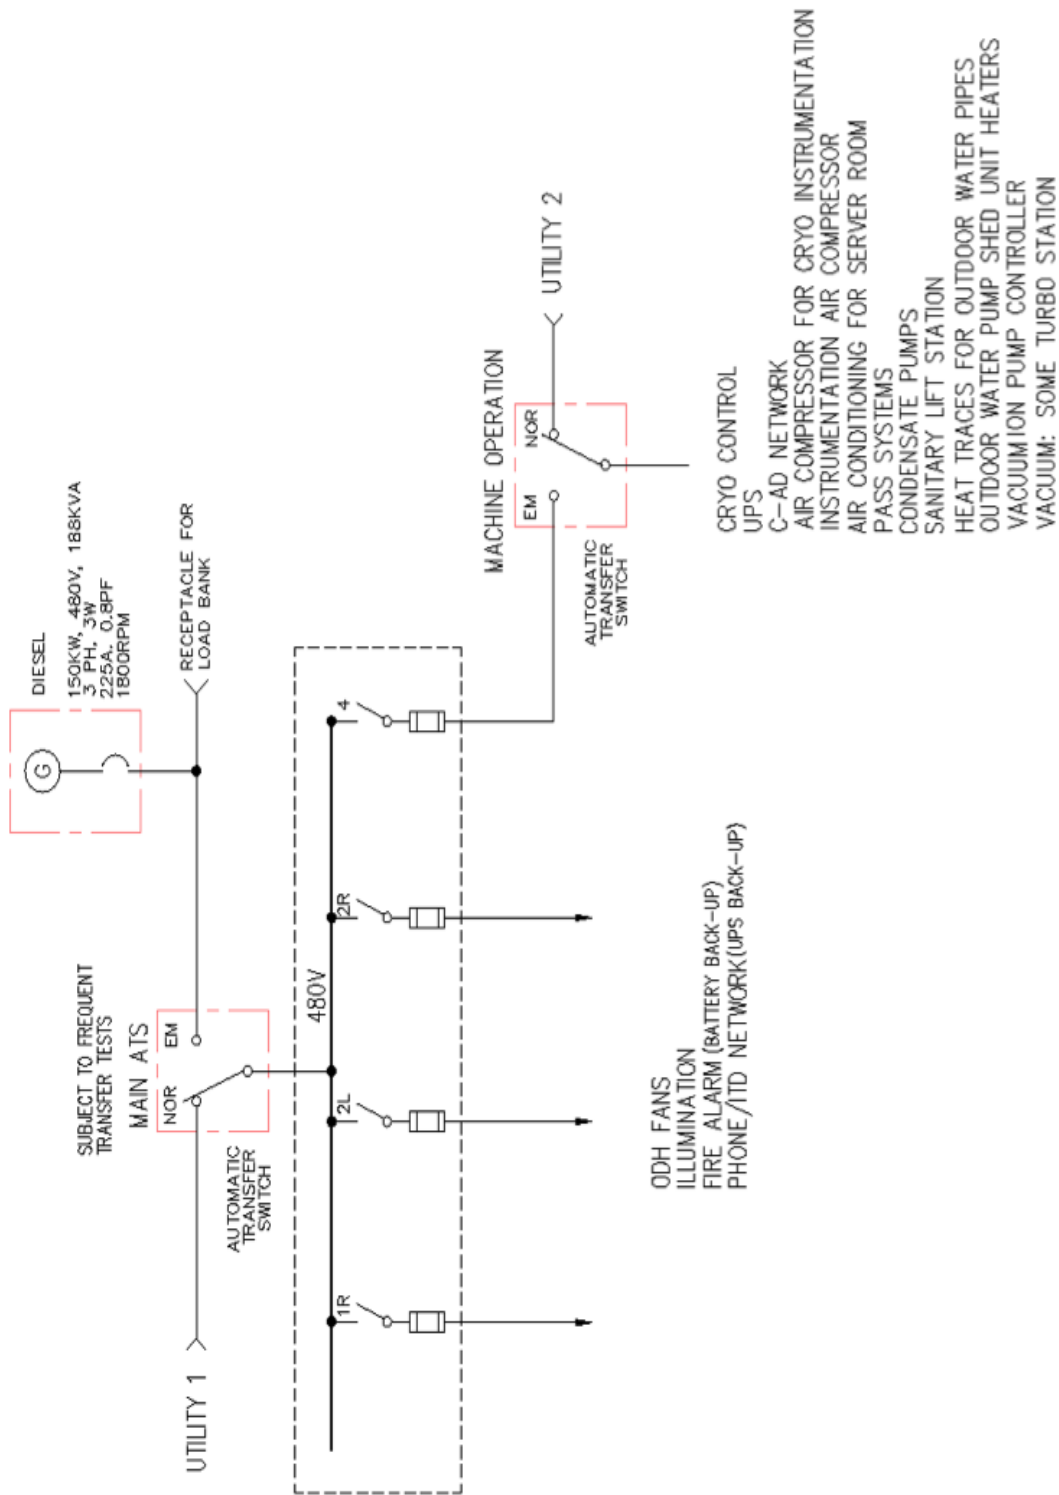 DIESEL
150KW, 480V, 188KVA
3 PH, 3W
225A, 0.8PF
1800RPM
G
RECEPTACLE FOR
LOAD BANK
SUBJECT TO FREQUENT
TRANSFER TESTS
MAIN ATS
NOR
EM
AUTOMATIC
TRANSFER
SWITCH
UTILITY 1
480V
1R
2L
2R
4
MACHINE OPERATION
EM
NOR
UTILITY 2
AUTOMATIC
TRANSFER
SWITCH
ODH FANS
ILLUMINATION
FIRE ALARM (BATTERY BACK-UP)
PHONE/ITD NETWORK(UPS BACK-UP)
CRYO CONTROL
UPS
C-AD NETWORK
AIR COMPRESSOR FOR CRYO INSTRUMENTATION
INSTRUMENTATION AIR COMPRESSOR
AIR CONDITIONING FOR SERVER ROOM
PASS SYSTEMS
CONDENSATE PUMPS
SANITARY LIFT STATION
HEAT TRACES FOR OUTDOOR WATER PIPES
OUTDOOR WATER PUMP SHED UNIT HEATERS
VACUUM ION PUMP CONTROLLER
VACUUM: SOME TURBO STATION